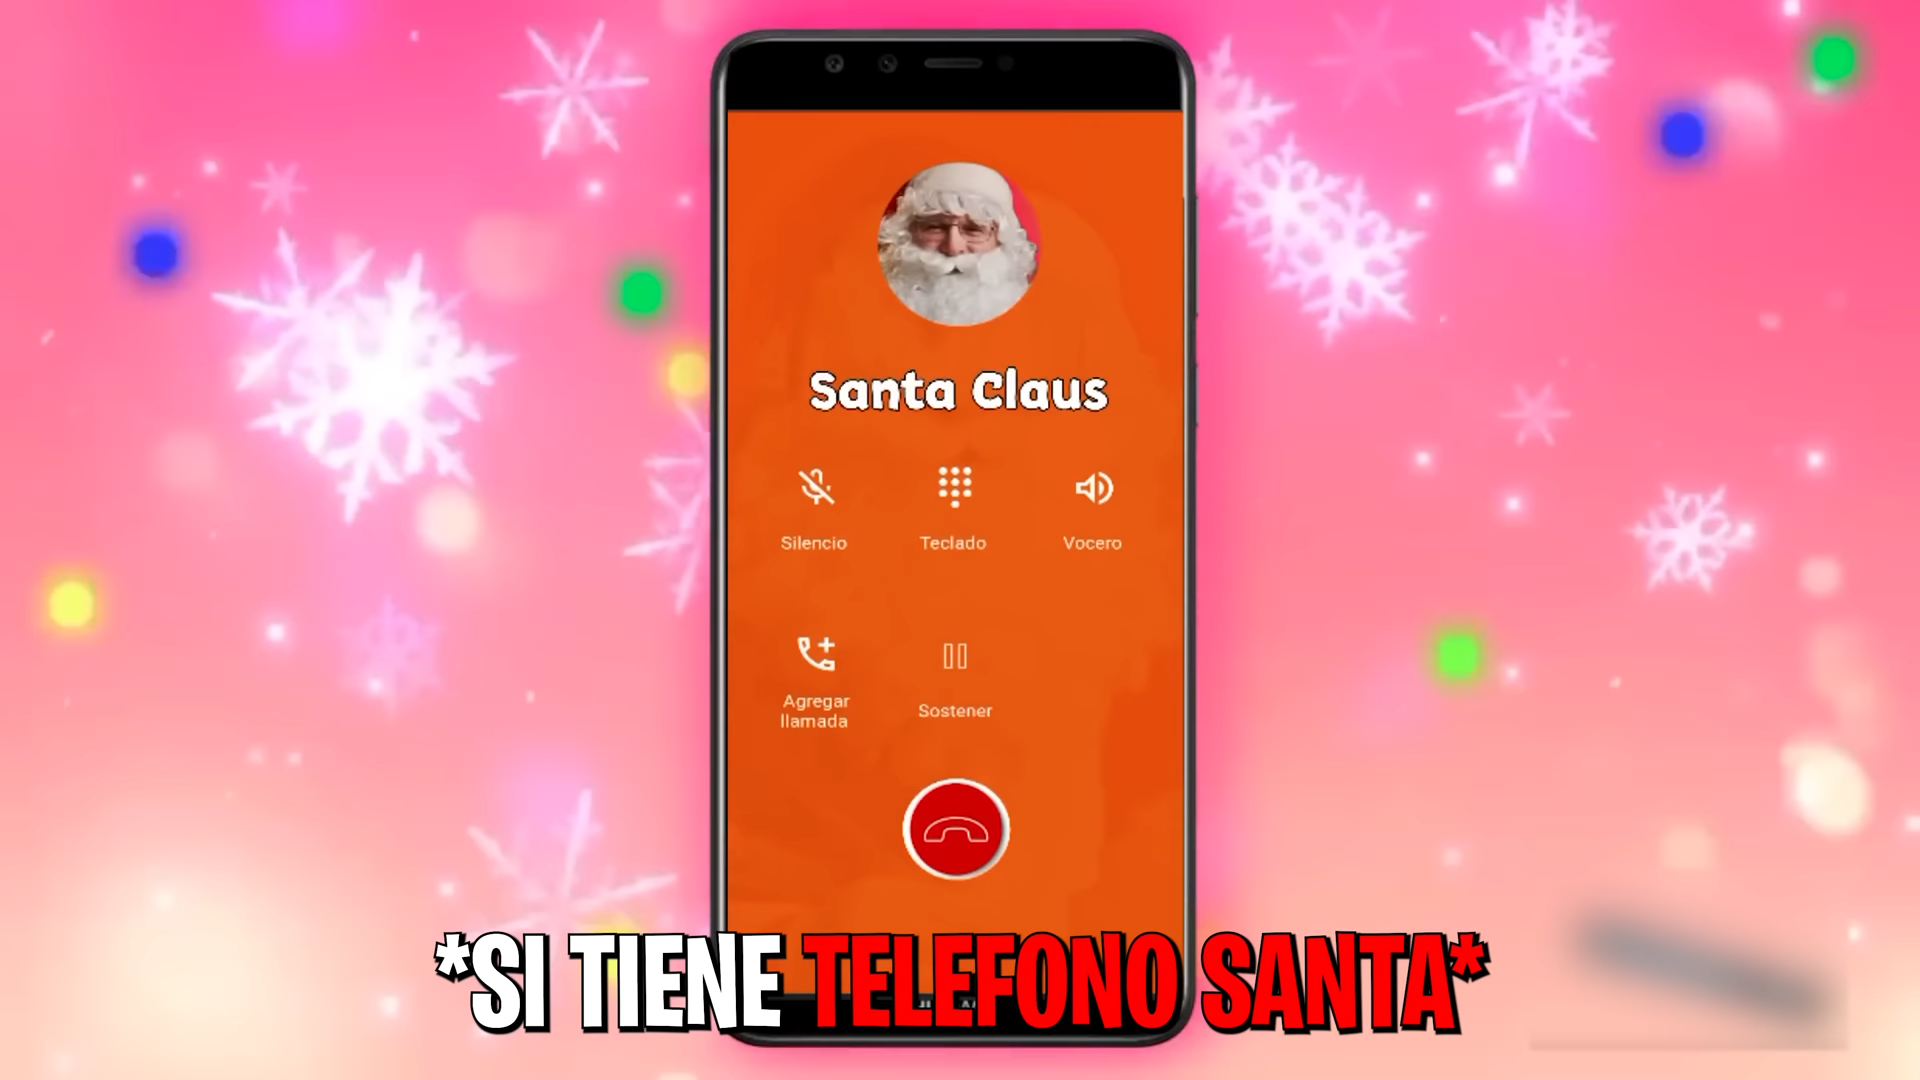 Santa Claus
Silencio
Teclado
Vocero
Agregar
llamada
Sostener
*SI TIENE TELEFONO SANTA*